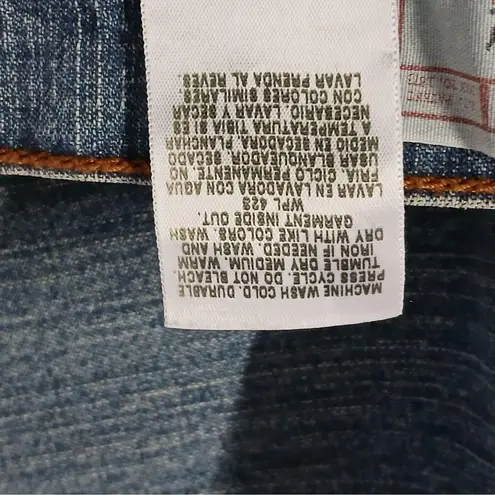 MACHINE WASH COLD. DURABLE
PRESS CYCLE. DO NOT BLEACH.
TUMBLE DRY MEDIUM. WARM
IRON IF NEEDED. WASH AND
DRY WITH LIKE COLORS. WASH
GARMENT INSIDE OUT.
WPL 423
LAVAR EN LAVADORA CON AGUA
FRIA. CICLO PERMANENTE. NO
USAR BLANQUEADOR. SECADO
MEDIO EN SECADORA. PLANCHAR
A TEMPERATURA TIBIA SI ES
NECESARIO. LAVAR Y SECAR
CON COLORES SIMILARES
LAVAR PRENDA AL REVES.